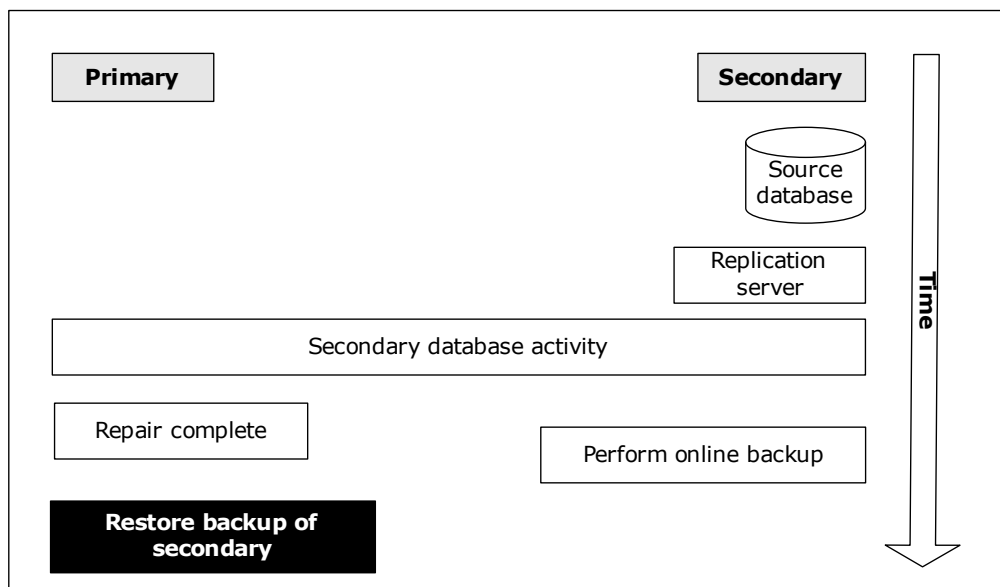 Primary
Secondary
Source
database
Replication
server
Time
Secondary database activity
Repair complete
Perform online backup
Restore backup of
secondary